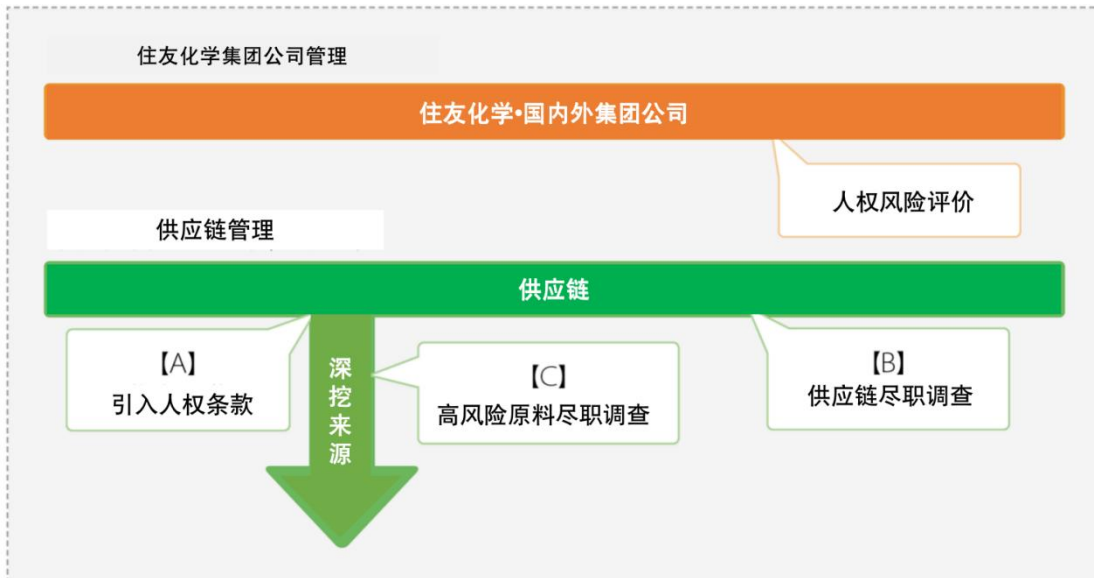 住友化学集团公司管理
住友化学•国内外集团公司
人权风险评价
供应链管理
供应链
【A】
引入人权条款
深挖来源
【C】
高风险原料尽职调查
【B】
供应链尽职调查